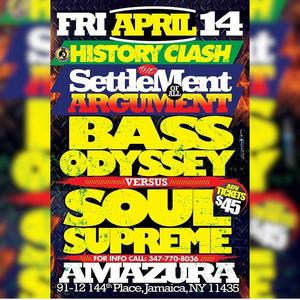 FRI APRIL 14
HISTORY CLASH
THE SettleMent OF ALL
ARGUMENT
BASS
ODYSSEY
VERSUS
ADV TICKETS $45
SOUL
SUPREME
FOR INFO CALL: 347-770-8036
AMAZURA
91-12 144th Place, Jamaica, NY 11435